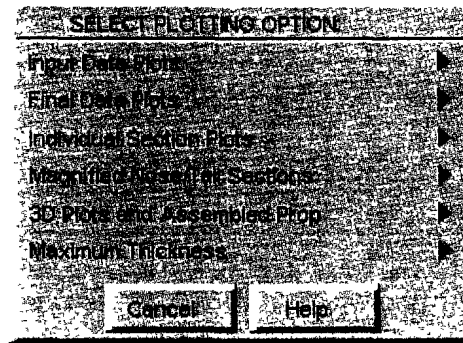 SELECT PLOTTING OPTION:
Input Data Plots
Final Data Plots
Individual Section Plots
Magnified Nose/Tail Sections
3D Plots and Assembled Prop
Maximum Thickness
Cancel
Help